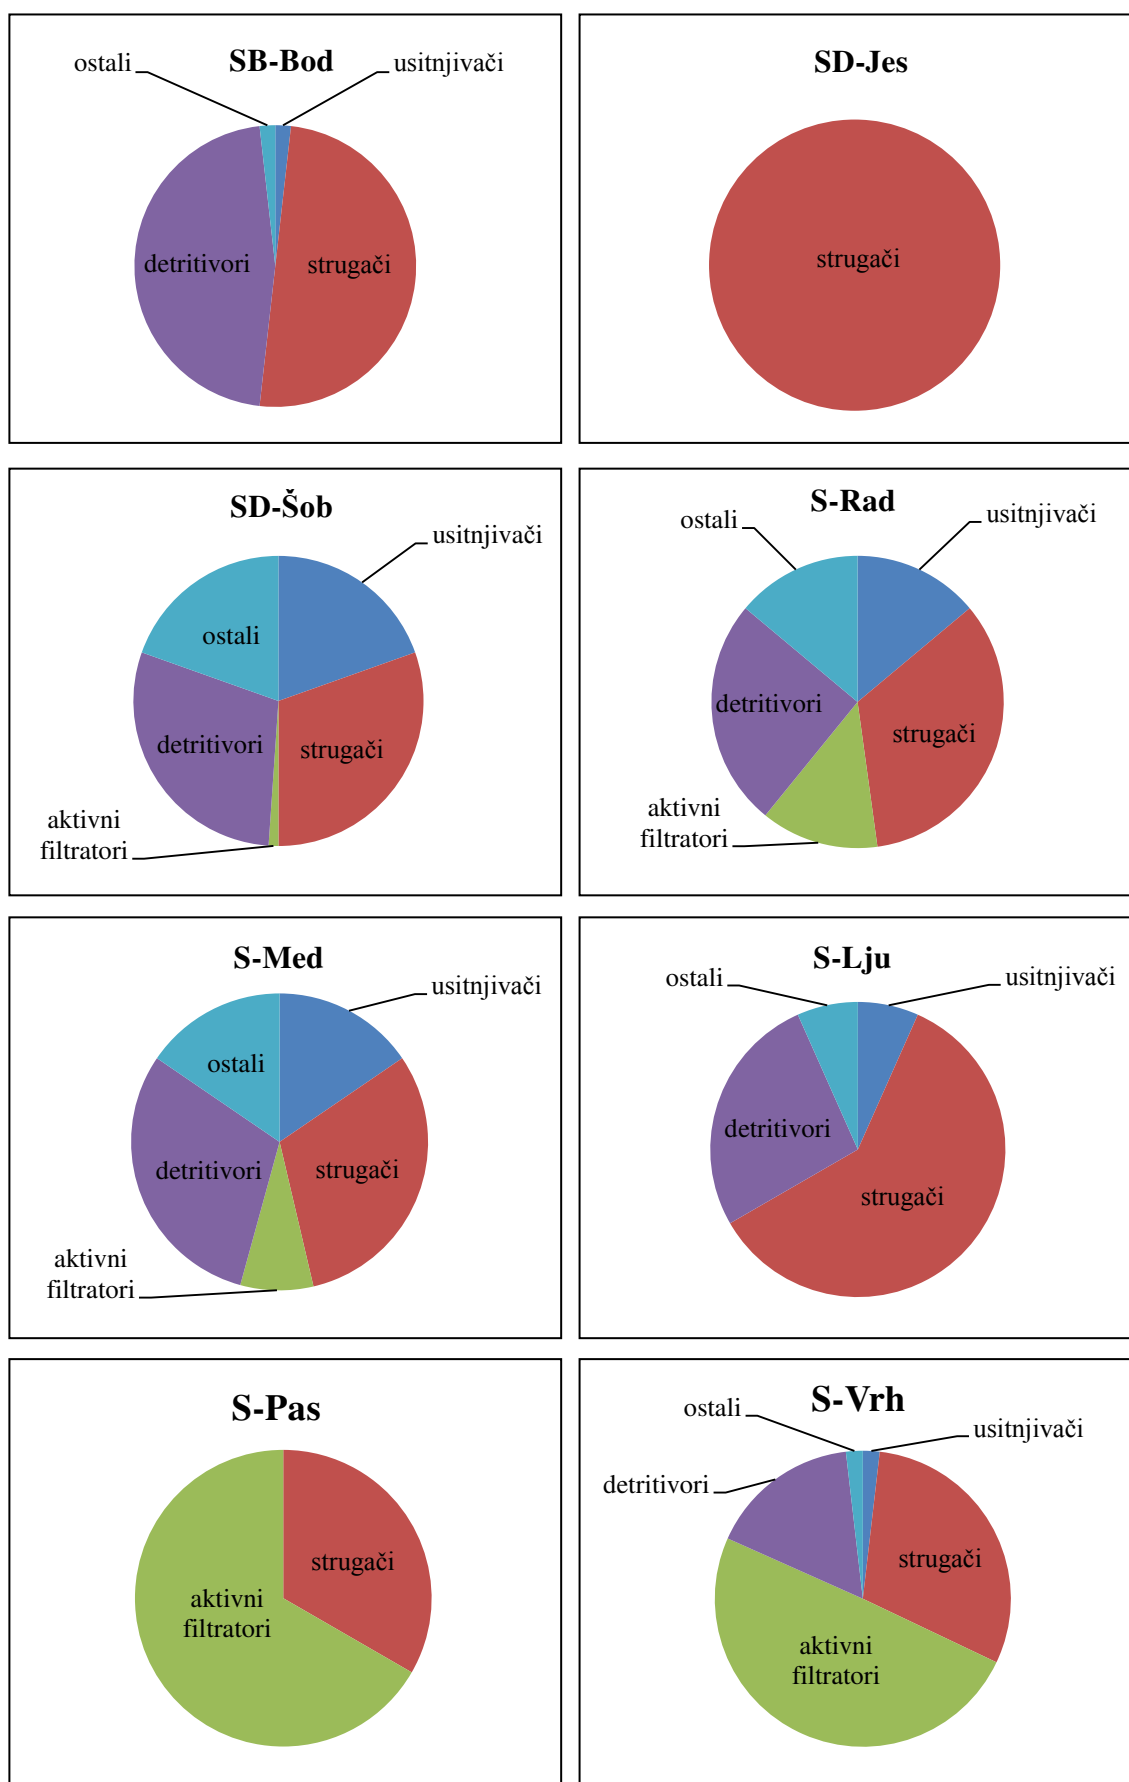 SB-Bod
ostali
usitnjivači
detritivori
strugači
SD-Jes
strugači
SD-Šob
usitnjivači
ostali
detritivori
strugači
aktivni
filtratori
S-Rad
ostali
usitnjivači
detritivori
strugači
aktivni
filtratori
S-Med
usitnjivači
ostali
detritivori
strugači
aktivni
filtratori
S-Lju
ostali
usitnjivači
detritivori
strugači
S-Pas
strugači
aktivni
filtratori
S-Vrh
ostali
usitnjivači
detritivori
strugači
aktivni
filtratori